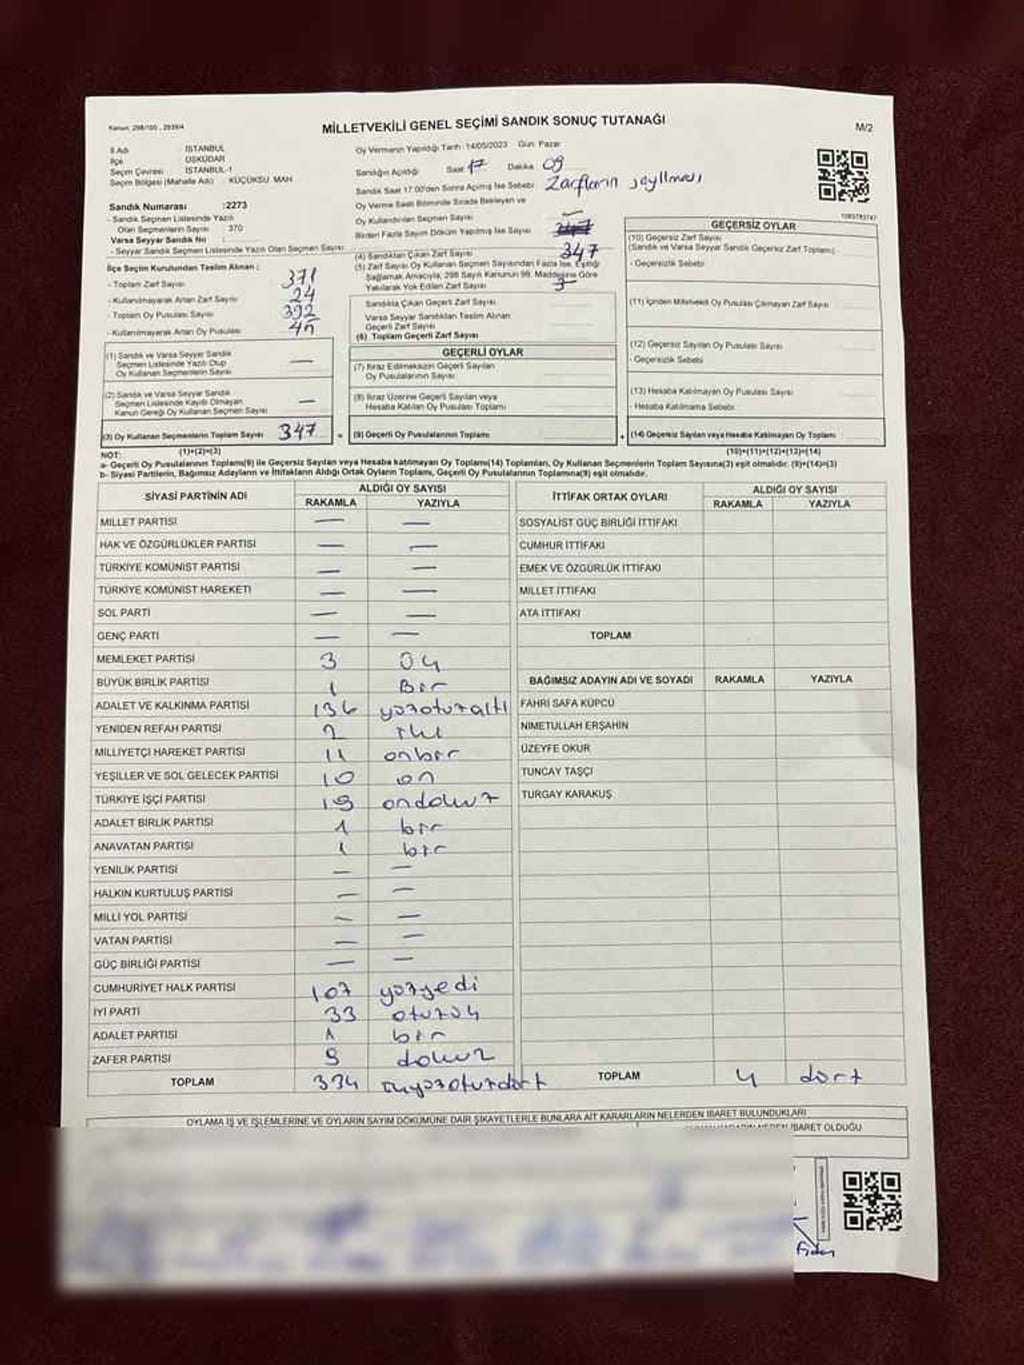 Kanun: 298/105 , 2839/4
MİLLETVEKİLİ GENEL SEÇİMİ SANDIK SONUÇ TUTANAĞI
M/2
İl Adı İSTANBUL
İlçe ÜSKÜDAR
Seçim Çevresi İSTANBUL-1
Seçim Bölgesi (Mahalle Adı) : KÜÇÜKSU MAH
Sandık Numarası :2273
- Sandık Seçmen Listesinde Yazılı
Olan Seçmenlerin Sayısı 370
Varsa Seyyar Sandık No :
- Seyyar Sandık Seçmen Listesinde Yazılı Olan Seçmen Sayısı
Oy Vermenin Yapıldığı Tarih : 14/05/2023 Gün: Pazar
Sandığın Açıldığı Saat 17 Dakika 09
Sandık Saat 17.00'den Sonra Açılmış İse Sebebi Zarfların sayılması
Oy Verme Saati Bitiminde Sırada Bekleyen ve
Oy Kullandırılan Seçmen Sayısı —
Birden Fazla Sayım Döküm Yapılmış İse Sayısı
(4) Sandıktan Çıkan Zarf Sayısı 347
(5) Zarf Sayısı Oy Kullanan Seçmen Sayısından Fazla İse, Eşitliği
Sağlamak Amacıyla, 298 Sayılı Kanunun 98. Maddesine Göre
Yakılarak Yok Edilen Zarf Sayısı
1083783747
İlçe Seçim Kurulundan Teslim Alınan :
- Toplam Zarf Sayısı 371
- Kullanılmayarak Artan Zarf Sayısı 24
- Toplam Oy Pusulası Sayısı 392
- Kullanılmayarak Artan Oy Pusulası 45
(1) Sandık ve Varsa Seyyar Sandık
Seçmen Listesinde Yazılı Olup
Oy Kullanan Seçmenlerin Sayısı —
(2) Sandık ve Varsa Seyyar Sandık
Seçmen Listesinde Kaydı Olmayan
Kanun Gereği Oy Kullanan Seçmen Sayısı —
(3) Oy Kullanan Seçmenlerin Toplam Sayısı 347
(1)+(2)=(3)
Sandıkta Çıkan Geçerli Zarf Sayısı
Varsa Seyyar Sandıktan Teslim Alınan
Geçerli Zarf Sayısı
(6) Toplam Geçerli Zarf Sayısı
GEÇERLİ OYLAR
(7) İtiraz Edilmeksizin Geçerli Sayılan
Oy Pusulalarının Sayısı
(8) İtiraz Üzerine Geçerli Sayılan veya
Hesaba Katılan Oy Pusulası Toplamı
= (9) Geçerli Oy Pusulalarının Toplamı
GEÇERSİZ OYLAR
(10) Geçersiz Zarf Sayısı
(Sandık ve Varsa Seyyar Sandık Geçersiz Zarf Toplamı)
- Geçersizlik Sebebi
(11) İçinden Milletvekili Oy Pusulası Çıkmayan Zarf Sayısı
(12) Geçersiz Sayılan Oy Pusulası Sayısı
- Geçersizlik Sebebi
(13) Hesaba Katılmayan Oy Pusulası Sayısı
- Hesaba Katılmama Sebebi
+ (14) Geçersiz Sayılan veya Hesaba Katılmayan Oy Toplamı
(10)+(11)+(12)+(13)=(14)
NOT:
a- Geçerli Oy Pusulalarının Toplamı(9) ile Geçersiz Sayılan veya Hesaba katılmayan Oy Toplamı(14) Toplamları, Oy Kullanan Seçmenlerin Toplam Sayısına(3) eşit olmalıdır. (9)+(14)=(3)
b- Siyasi Partilerin, Bağımsız Adayların ve İttifakların Aldığı Ortak Oyların Toplamı, Geçerli Oy Pusulalarının Toplamına(9) eşit olmalıdır.
SİYASİ PARTİNİN ADI ALDIĞI OY SAYISI
RAKAMLA YAZIYLA
MİLLET PARTİSİ — —
HAK VE ÖZGÜRLÜKLER PARTİSİ — —
TÜRKİYE KOMÜNİST PARTİSİ — —
TÜRKİYE KOMÜNİST HAREKETİ — —
SOL PARTİ — —
GENÇ PARTİ — —
MEMLEKET PARTİSİ 3 üç
BÜYÜK BİRLİK PARTİSİ 1 Bir
ADALET VE KALKINMA PARTİSİ 136 yüzotuzaltı
YENİDEN REFAH PARTİSİ 2 iki
MİLLİYETÇİ HAREKET PARTİSİ 11 onbir
YEŞİLLER VE SOL GELECEK PARTİSİ 10 on
TÜRKİYE İŞÇİ PARTİSİ 19 ondokuz
ADALET BİRLİK PARTİSİ 1 bir
ANAVATAN PARTİSİ 1 bir
YENİLİK PARTİSİ — —
HALKIN KURTULUŞ PARTİSİ — —
MİLLİ YOL PARTİSİ — —
VATAN PARTİSİ — —
GÜÇ BİRLİĞİ PARTİSİ — —
CUMHURİYET HALK PARTİSİ 107 yüzyedi
İYİ PARTİ 33 otuzüç
ADALET PARTİSİ 1 bir
ZAFER PARTİSİ 9 dokuz
TOPLAM 334 üçyüzotuzdört
İTTİFAK ORTAK OYLARI ALDIĞI OY SAYISI
RAKAMLA YAZIYLA
SOSYALİST GÜÇ BİRLİĞİ İTTİFAKI
CUMHUR İTTİFAKI
EMEK VE ÖZGÜRLÜK İTTİFAKI
MİLLET İTTİFAKI
ATA İTTİFAKI
TOPLAM
BAĞIMSIZ ADAYIN ADI VE SOYADI RAKAMLA YAZIYLA
FAHRİ SAFA KÜPCÜ
NİMETULLAH ERŞAHİN
ÜZEYFE OKUR
TUNCAY TAŞÇI
TURGAY KARAKUŞ
TOPLAM 4 dört
OYLAMA İŞ VE İŞLEMLERİNE VE OYLARIN SAYIM DÖKÜMÜNE DAİR ŞİKAYETLERLE BUNLARA AİT KARARLARIN NELERDEN İBARET BULUNDUKLARI
İBARET OLDUĞU